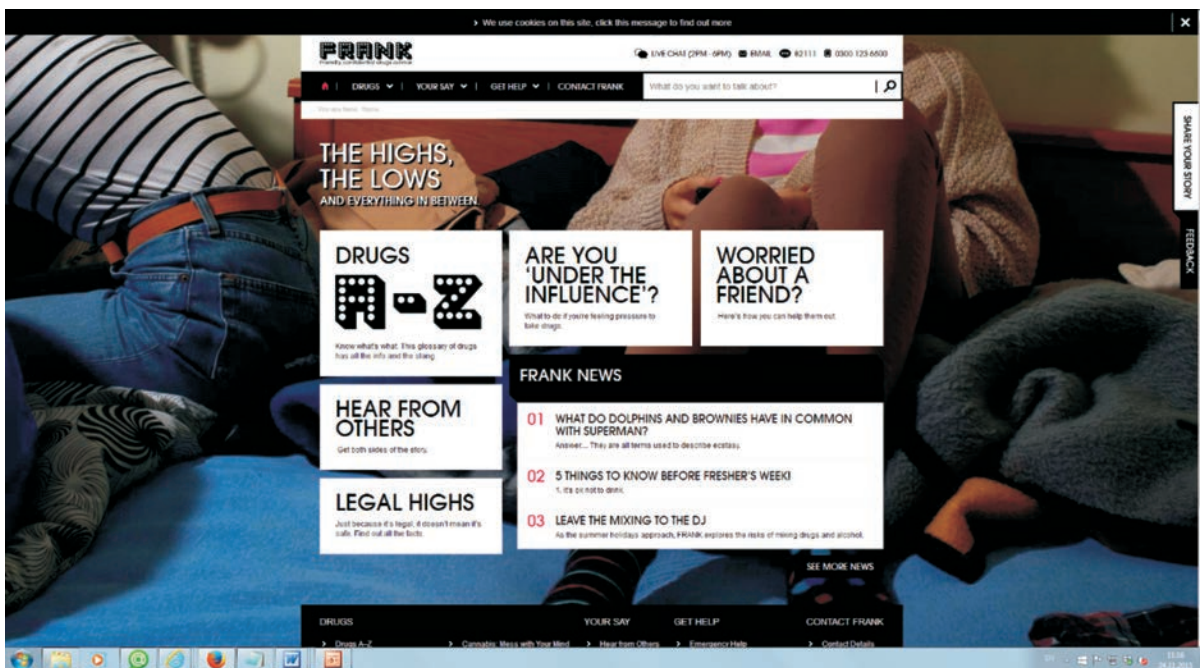 We use cookies on this site, click this message to find out more
FRANK
Friendly, confidential drugs advice
LIVE CHAT (2PM - 6PM) EMAIL 82111 0300 123 6600
DRUGS | YOUR SAY | GET HELP | CONTACT FRANK
What do you want to talk about?
You are here: Home
SHARE YOUR STORY
FEEDBACK
THE HIGHS,
THE LOWS
AND EVERYTHING IN BETWEEN.
DRUGS
A-Z
Know what's what. This glossary of drugs
has all the info and the slang.
ARE YOU
'UNDER THE
INFLUENCE'?
What to do if you're feeling pressure to
take drugs.
WORRIED
ABOUT A
FRIEND?
Here's how you can help them out.
HEAR FROM
OTHERS
Get both sides of the story.
LEGAL HIGHS
Just because it's legal, it doesn't mean it's
safe. Find out all the facts.
FRANK NEWS
01 WHAT DO DOLPHINS AND BROWNIES HAVE IN COMMON
WITH SUPERMAN?
Answer... They are all terms used to describe ecstasy.
02 5 THINGS TO KNOW BEFORE FRESHER'S WEEK!
1. It's ok not to drink.
03 LEAVE THE MIXING TO THE DJ
As the summer holidays approach, FRANK explores the risks of mixing drugs and alcohol.
SEE MORE NEWS
DRUGS YOUR SAY GET HELP CONTACT FRANK
Drugs A-Z Cannabis: Mess with Your Mind Hear from Others Emergency Help Contact Details